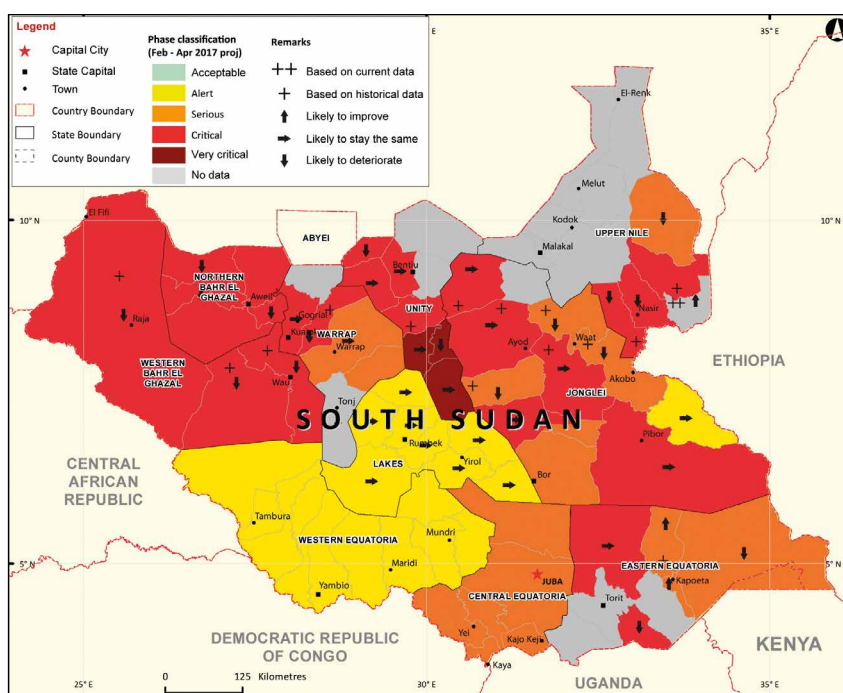 Legend
Capital City
State Capital
Town
Country Boundary
State Boundary
County Boundary
Phase classification
(Feb - Apr 2017 proj)
Acceptable
Alert
Serious
Critical
Very critical
No data
Remarks
Based on current data
Based on historical data
Likely to improve
Likely to stay the same
Likely to deteriorate
° E
35° E
A
El-Renk
Melut
Kodok
UPPER NILE
Malakal
10° N
El Fifi
10° N
ABYEI
Bentiu
NORTHERN
BAHR EL
GHAZAL
Aweil
UNITY
Nasir
Raja
Gogrial
Kuajok
WARRAP
Warrap
Ayod
Waat
ETHIOPIA
WESTERN
BAHR EL
GHAZAL
Wau
Akobo
JONGLEI
Tonj
SOUTH SUDAN
Rumbek
Pibor
CENTRAL
AFRICAN
REPUBLIC
LAKES
Yirol
Bor
Tambura
WESTERN EQUATORIA
Mundri
5° N
Maridi
JUBA
EASTERN EQUATORIA
5° N
Kapoeta
Yambio
CENTRAL EQUATORIA
Torit
DEMOCRATIC REPUBLIC
OF CONGO
Yei
Kajo Keji
KENYA
Kaya
UGANDA
0 125 Kilometres
25° E
30° E
35° E